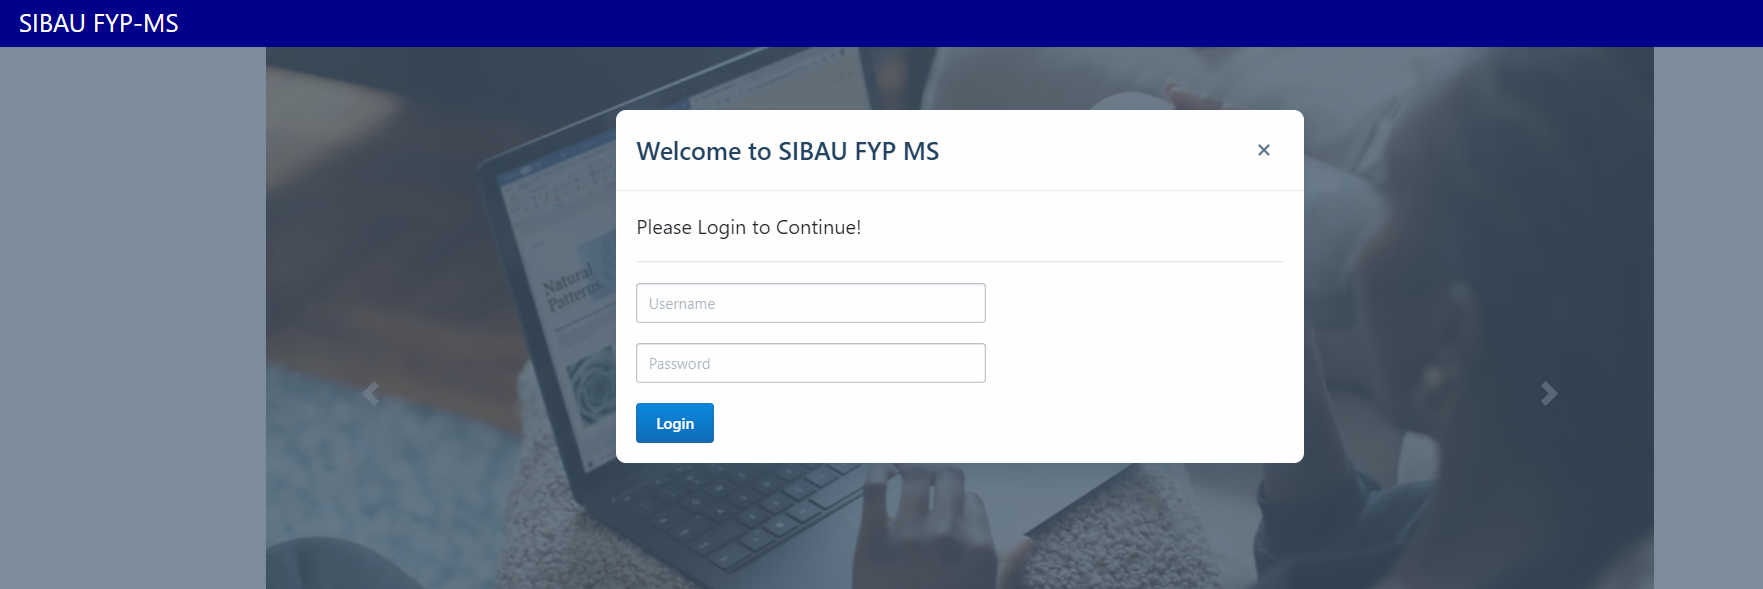 SIBAU FYP-MS
Welcome to SIBAU FYP MS
×
Please Login to Continue!
Natural
Patterns.
Username
Password
Login